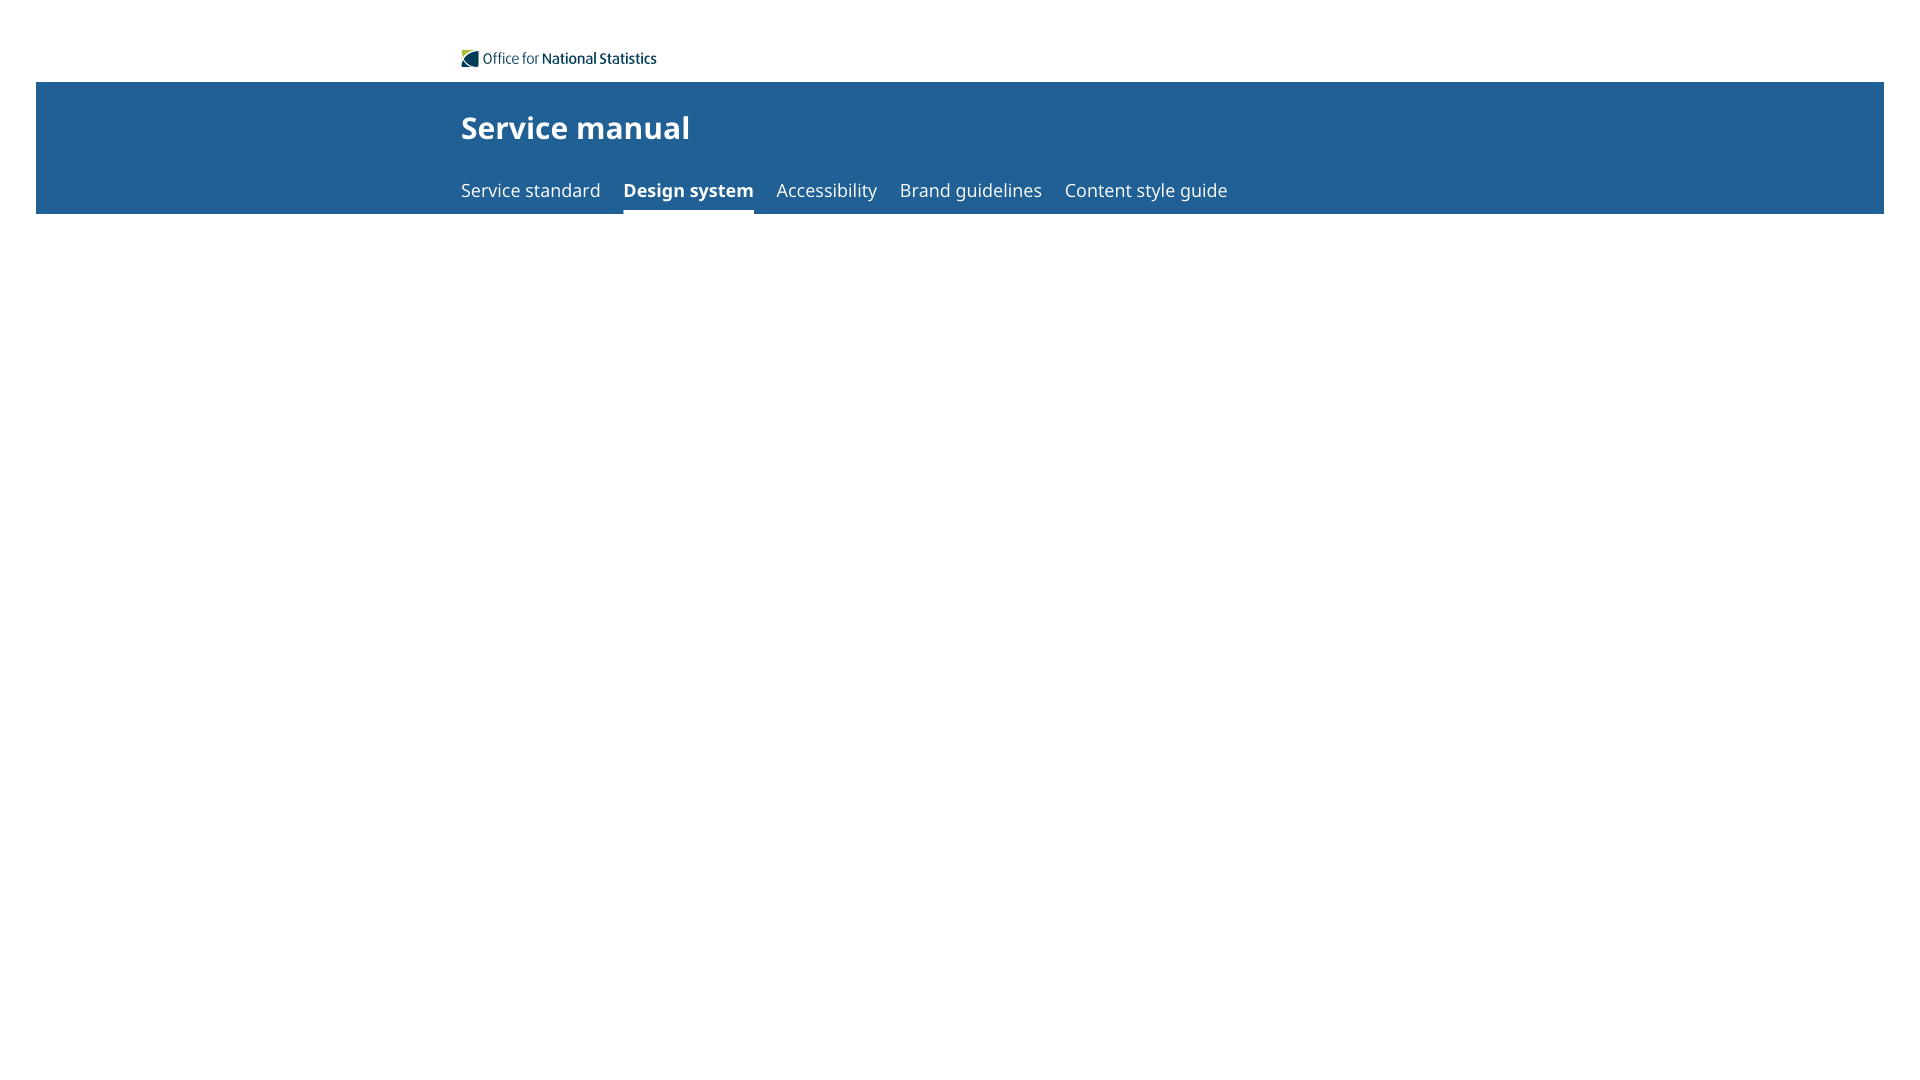 Office for National Statistics
Service manual
Service standard Design system Accessibility Brand guidelines Content style guide